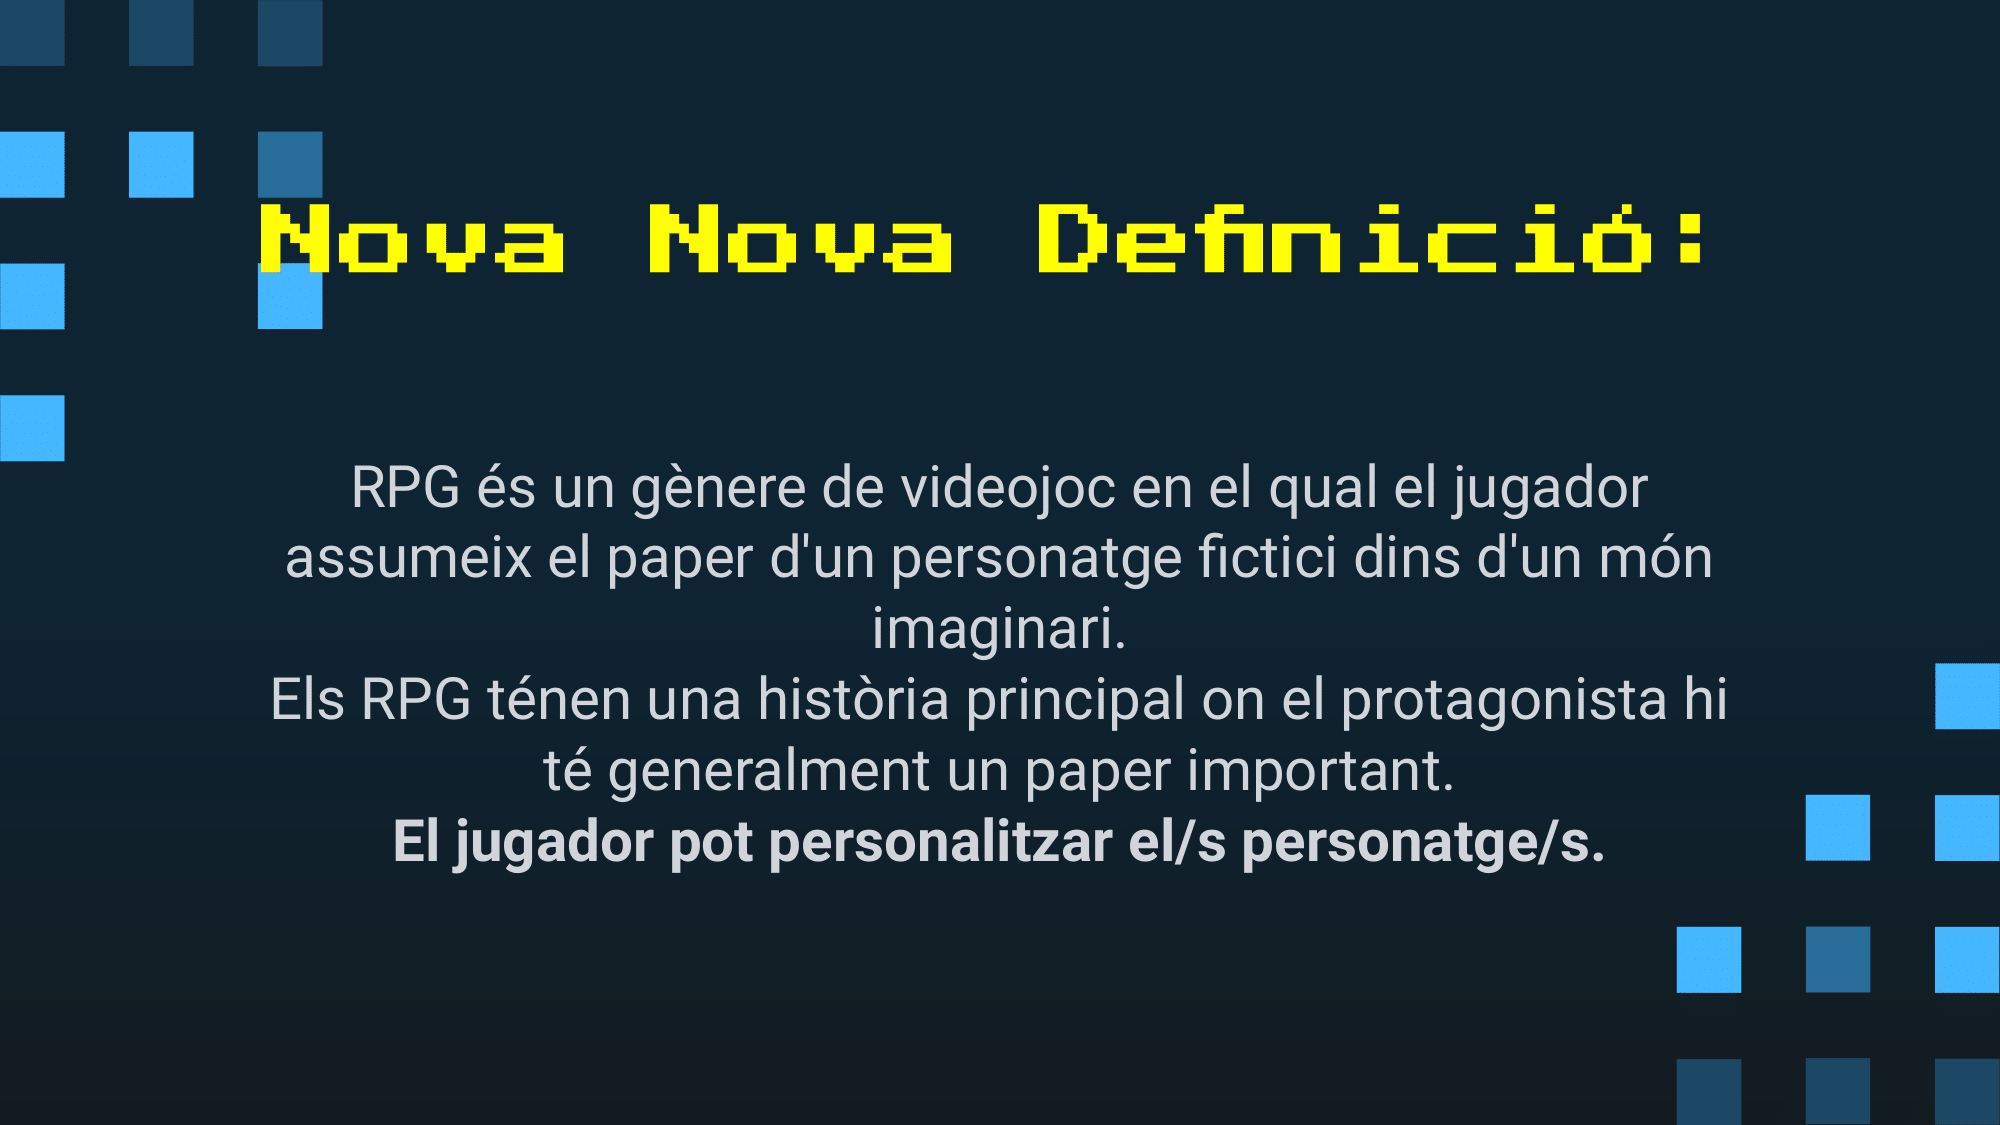 Nova Nova Definició:
RPG és un gènere de videojoc en el qual el jugador
assumeix el paper d'un personatge fictici dins d'un món
imaginari.
Els RPG ténen una història principal on el protagonista hi
té generalment un paper important.
El jugador pot personalitzar el/s personatge/s.